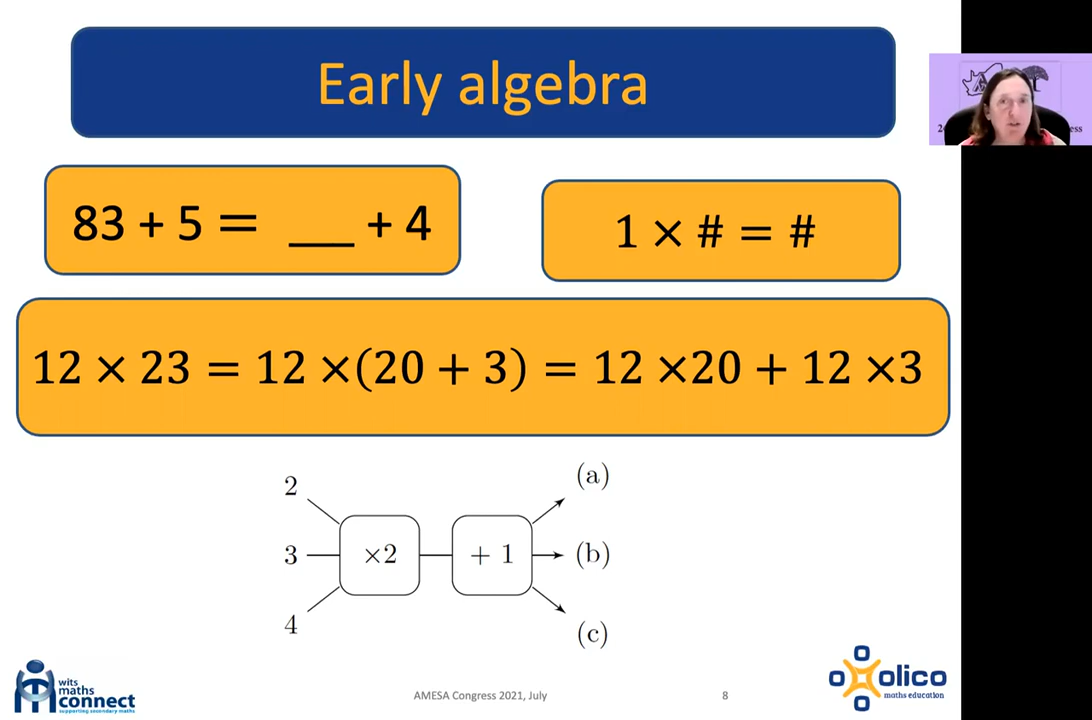 Early algebra
83 + 5 = __ + 4
1 × # = #
12 × 23 = 12 ×(20 + 3) = 12 ×20 + 12 ×3
2
(a)
3
×2
+ 1
(b)
4
(c)
wits
maths
connect
supporting secondary maths
AMESA Congress 2021, July
8
olico
maths education